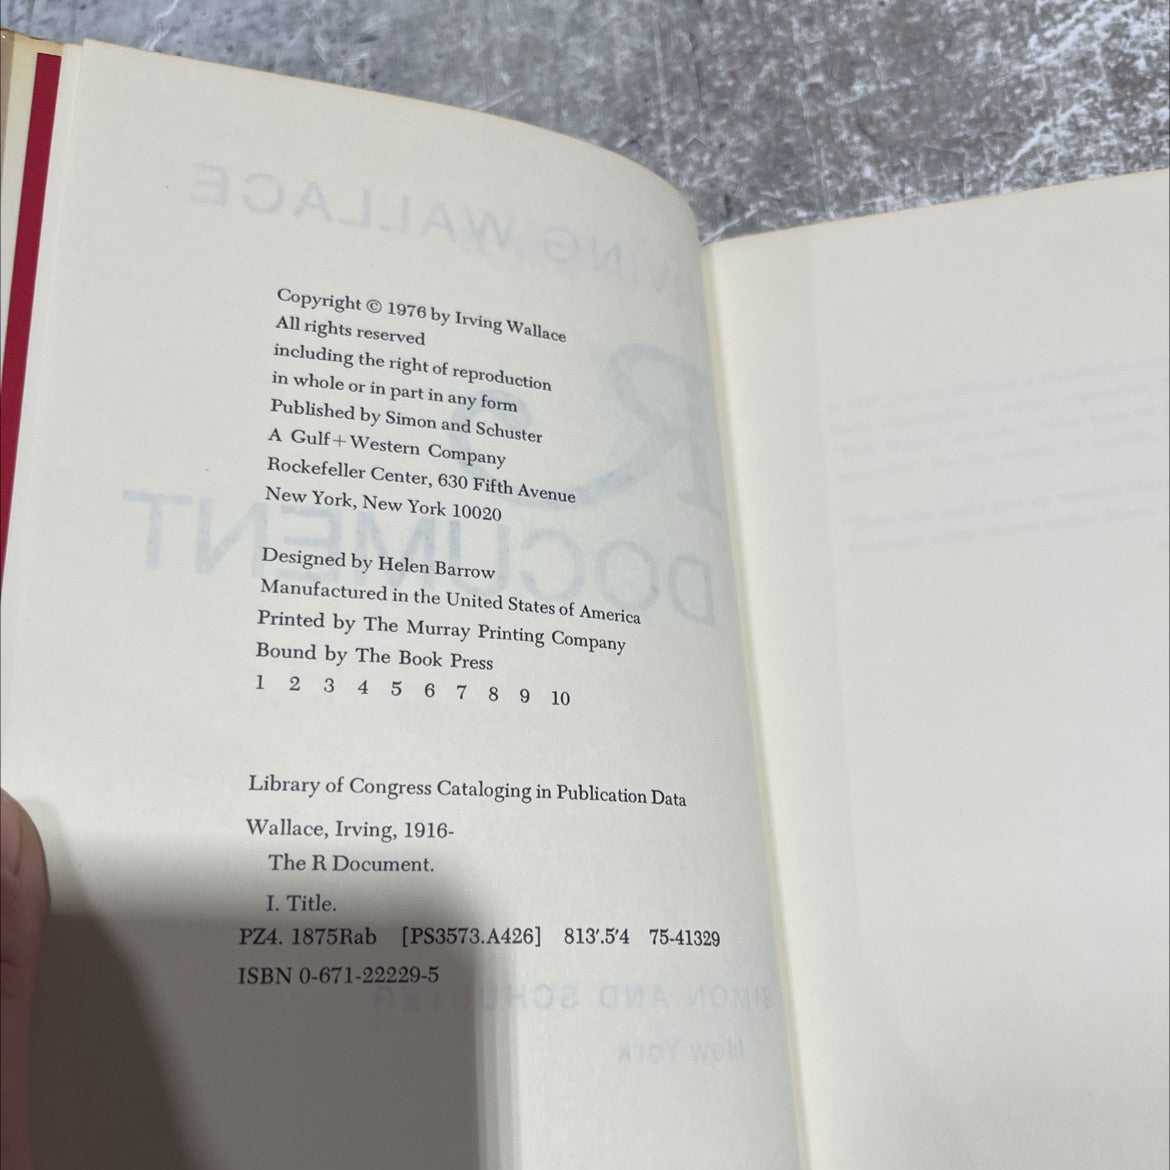 Copyright © 1976 by Irving Wallace
All rights reserved
including the right of reproduction
in whole or in part in any form
Published by Simon and Schuster
A Gulf+Western Company
Rockefeller Center, 630 Fifth Avenue
New York, New York 10020
Designed by Helen Barrow
Manufactured in the United States of America
Printed by The Murray Printing Company
Bound by The Book Press
1 2 3 4 5 6 7 8 9 10
Library of Congress Cataloging in Publication Data
Wallace, Irving, 1916-
The R Document.
I. Title.
PZ4. 1875Rab [PS3573.A426] 813'.5'4 75-41329
ISBN 0-671-22229-5